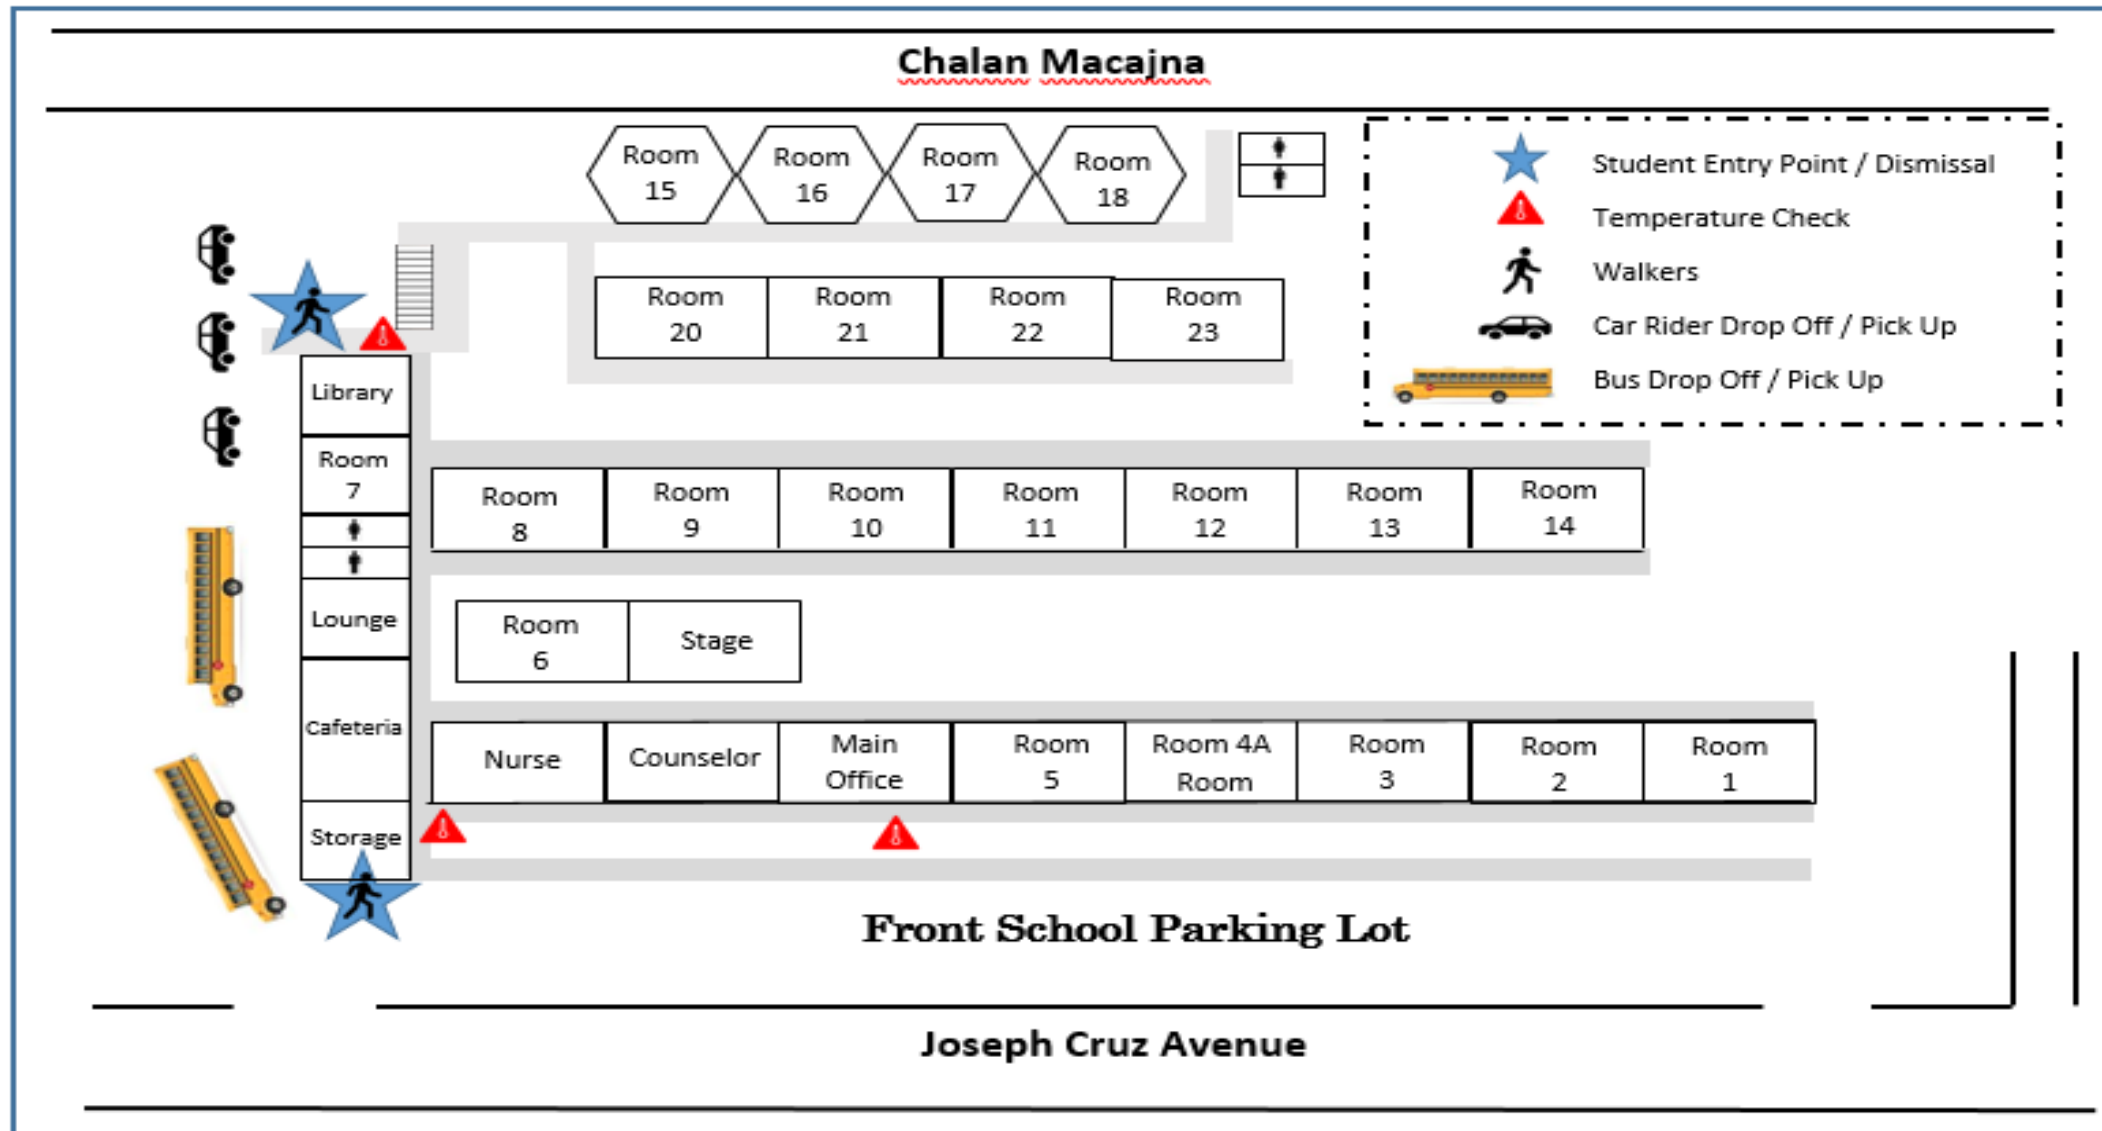 Chalan Macajna
Room
15
Room
16
Room
17
Room
18
Student Entry Point / Dismissal
Temperature Check
Walkers
Car Rider Drop Off / Pick Up
Bus Drop Off / Pick Up
Room
20
Room
21
Room
22
Room
23
Library
Room
7
Room
8
Room
9
Room
10
Room
11
Room
12
Room
13
Room
14
Lounge
Room
6
Stage
Cafeteria
Nurse
Counselor
Main
Office
Room
5
Room 4A
Room
Room
3
Room
2
Room
1
Storage
Front School Parking Lot
Joseph Cruz Avenue